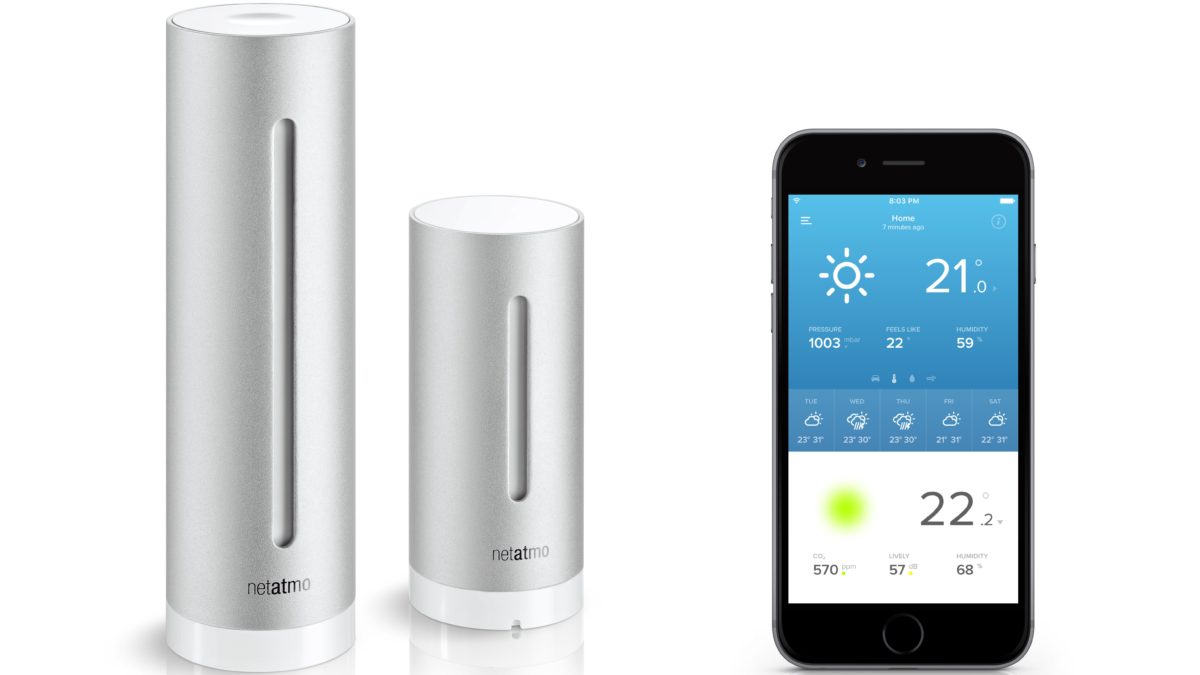 netatmo
netatmo
8:03 PM
Home
7 minutes ago
21°.0
PRESSURE FEELS LIKE HUMIDITY
1003 mbar 22 ° 59 %
TUE WED THU FRI SAT
23° 31° 23° 30° 23° 30° 21° 31° 22° 31°
22°.2
CO₂ LIVELY HUMIDITY
570 ppm 57 dB 68 %